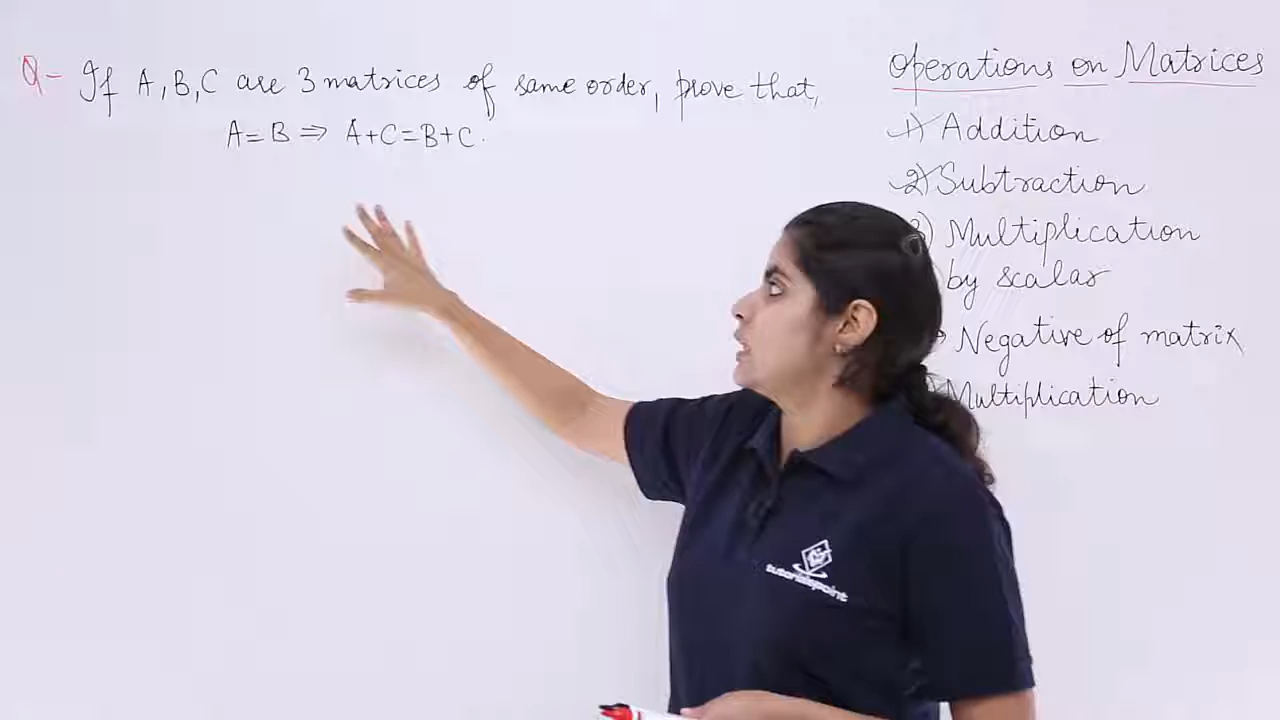 Q- If A, B, C are 3 matrices of same order, prove that,
A=B ⇒ A+C=B+C.
Operations on Matrices
1) Addition
2) Subtraction
3) Multiplication
by scalar
Negative of matrix
Multiplication
tutorialspoint